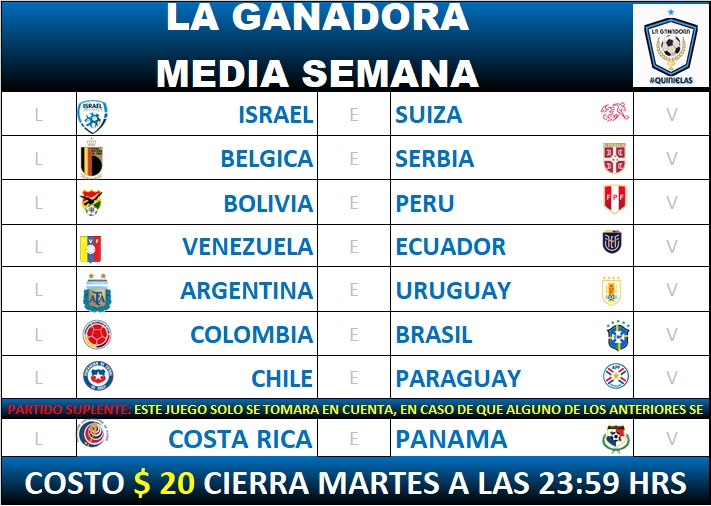 LA GANADORA
MEDIA SEMANA
LA GANADORA
#QUINIELAS
L ISRAEL E SUIZA V
L BELGICA E SERBIA V
L BOLIVIA E PERU V
L VENEZUELA E ECUADOR V
L ARGENTINA E URUGUAY V
L COLOMBIA E BRASIL V
L CHILE E PARAGUAY V
PARTIDO SUPLENTE: ESTE JUEGO SOLO SE TOMARA EN CUENTA, EN CASO DE QUE ALGUNO DE LOS ANTERIORES SE
L COSTA RICA E PANAMA V
COSTO $ 20 CIERRA MARTES A LAS 23:59 HRS